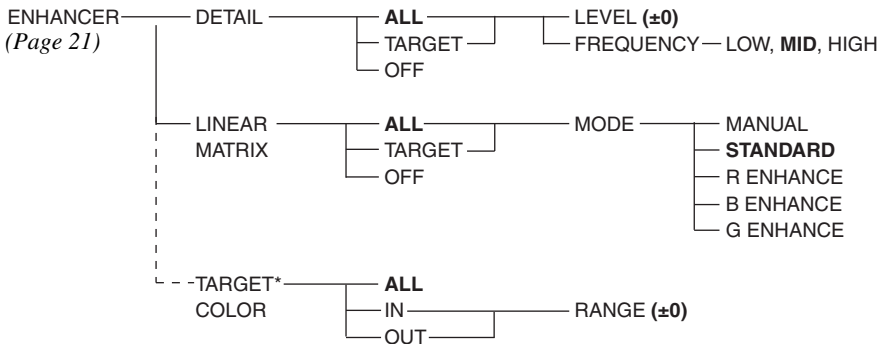 ENHANCER DETAIL ALL LEVEL (±0)
(Page 21) TARGET FREQUENCY LOW, MID, HIGH
OFF
LINEAR ALL MODE MANUAL
MATRIX TARGET STANDARD
OFF R ENHANCE
B ENHANCE
G ENHANCE
TARGET* ALL
COLOR IN RANGE (±0)
OUT